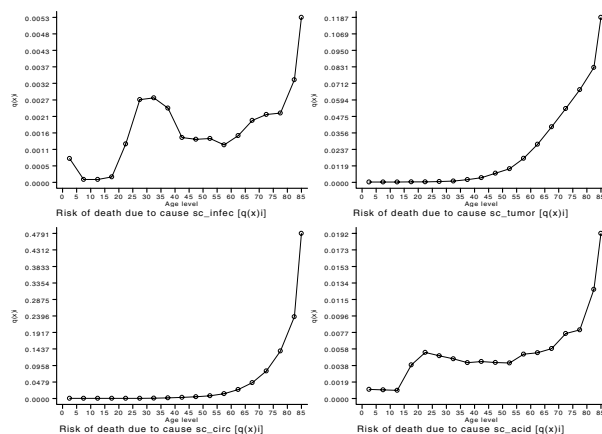 0.0053
0.0048
0.0043
0.0037
0.0032
0.0027
0.0021
0.0016
0.0011
0.0005
0.0000
q(x)i
0 5 10 15 20 25 30 35 40 45 50 55 60 65 70 75 80 85
Age level
Risk of death due to cause sc_infec [q(x)i]
0.1187
0.1069
0.0950
0.0831
0.0712
0.0594
0.0475
0.0356
0.0237
0.0119
0.0000
q(x)i
0 5 10 15 20 25 30 35 40 45 50 55 60 65 70 75 80 85
Age level
Risk of death due to cause sc_tumor [q(x)i]
0.4791
0.4312
0.3833
0.3354
0.2875
0.2396
0.1917
0.1437
0.0958
0.0479
0.0000
q(x)i
0 5 10 15 20 25 30 35 40 45 50 55 60 65 70 75 80 85
Age level
Risk of death due to cause sc_circ [q(x)i]
0.0192
0.0173
0.0153
0.0134
0.0115
0.0096
0.0077
0.0058
0.0038
0.0019
0.0000
q(x)i
0 5 10 15 20 25 30 35 40 45 50 55 60 65 70 75 80 85
Age level
Risk of death due to cause sc_acid [q(x)i]